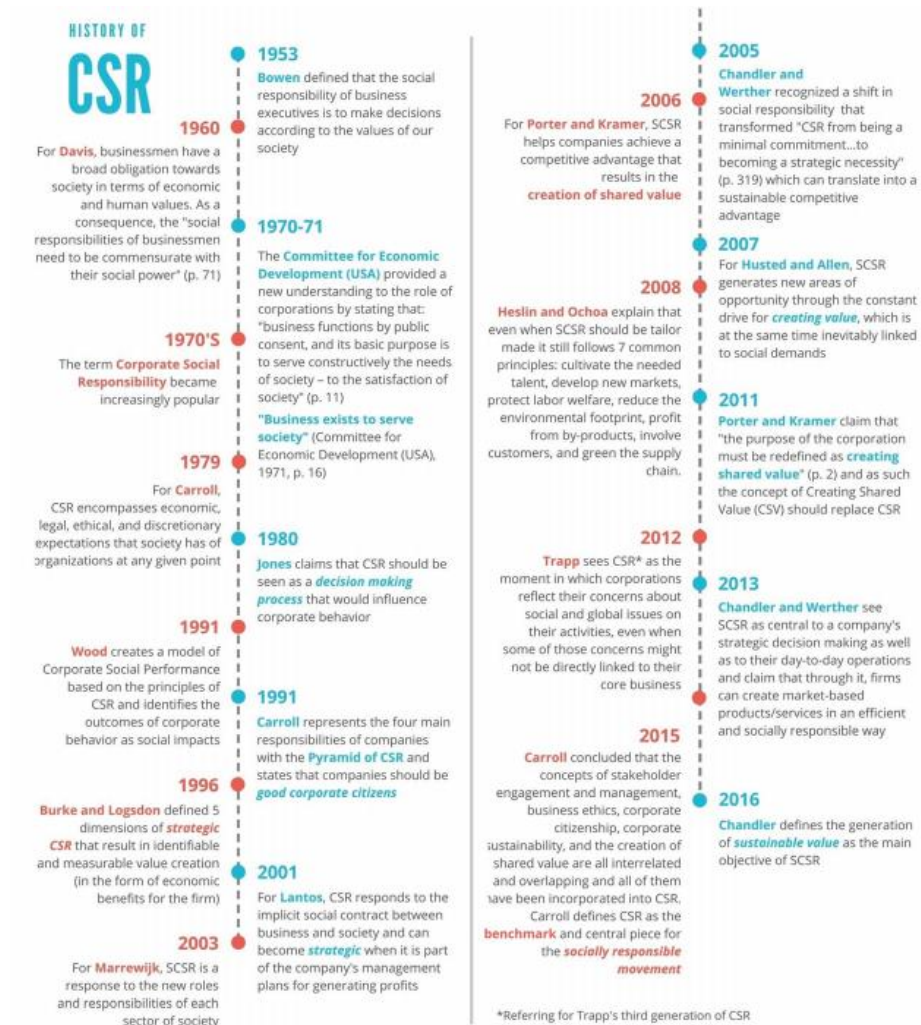 HISTORY OF
CSR
1953
Bowen defined that the social
responsibility of business
executives is to make decisions
according to the values of our
society
1960
For Davis, businessmen have a
broad obligation towards
society in terms of economic
and human values. As a
consequence, the "social
responsibilities of businessmen
need to be commensurate with
their social power" (p. 71)
1970-71
The Committee for Economic
Development (USA) provided a
new understanding to the role of
corporations by stating that:
"business functions by public
consent, and its basic purpose is
to serve constructively the needs
of society – to the satisfaction of
society" (p. 11)
"Business exists to serve
society" (Committee for
Economic Development (USA),
1971, p. 16)
1970'S
The term Corporate Social
Responsibility became
increasingly popular
1979
For Carroll,
CSR encompasses economic,
legal, ethical, and discretionary
expectations that society has of
organizations at any given point
1980
Jones claims that CSR should be
seen as a decision making
process that would influence
corporate behavior
1991
Wood creates a model of
Corporate Social Performance
based on the principles of
CSR and identifies the
outcomes of corporate
behavior as social impacts
1991
Carroll represents the four main
responsibilities of companies
with the Pyramid of CSR and
states that companies should be
good corporate citizens
1996
Burke and Logsdon defined 5
dimensions of strategic
CSR that result in identifiable
and measurable value creation
(in the form of economic
benefits for the firm)
2001
For Lantos, CSR responds to the
implicit social contract between
business and society and can
become strategic when it is part
of the company's management
plans for generating profits
2003
For Marrewijk, SCSR is a
response to the new roles
and responsibilities of each
sector of society
2005
Chandler and
Werther recognized a shift in
social responsibility that
transformed "CSR from being a
minimal commitment...to
becoming a strategic necessity"
(p. 319) which can translate into a
sustainable competitive
advantage
2006
For Porter and Kramer, SCSR
helps companies achieve a
competitive advantage that
results in the
creation of shared value
2007
For Husted and Allen, SCSR
generates new areas of
opportunity through the constant
drive for creating value, which is
at the same time inevitably linked
to social demands
2008
Heslin and Ochoa explain that
even when SCSR should be tailor
made it still follows 7 common
principles: cultivate the needed
talent, develop new markets,
protect labor welfare, reduce the
environmental footprint, profit
from by-products, involve
customers, and green the supply
chain.
2011
Porter and Kramer claim that
"the purpose of the corporation
must be redefined as creating
shared value" (p. 2) and as such
the concept of Creating Shared
Value (CSV) should replace CSR
2012
Trapp sees CSR* as the
moment in which corporations
reflect their concerns about
social and global issues on
their activities, even when
some of those concerns might
not be directly linked to their
core business
2013
Chandler and Werther see
SCSR as central to a company's
strategic decision making as well
as to their day-to-day operations
and claim that through it, firms
can create market-based
products/services in an efficient
and socially responsible way
2015
Carroll concluded that the
concepts of stakeholder
engagement and management,
business ethics, corporate
citizenship, corporate
sustainability, and the creation of
shared value are all interrelated
and overlapping and all of them
have been incorporated into CSR.
Carroll defines CSR as the
benchmark and central piece for
the socially responsible
movement
2016
Chandler defines the generation
of sustainable value as the main
objective of SCSR
*Referring for Trapp's third generation of CSR